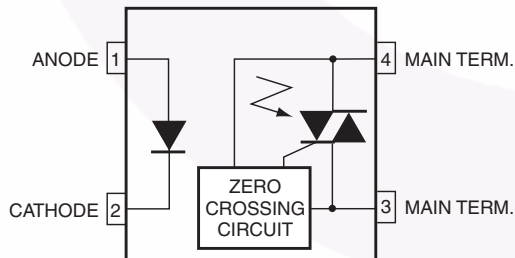 ANODE 1
4 MAIN TERM.
CATHODE 2
ZERO
CROSSING
CIRCUIT
3 MAIN TERM.